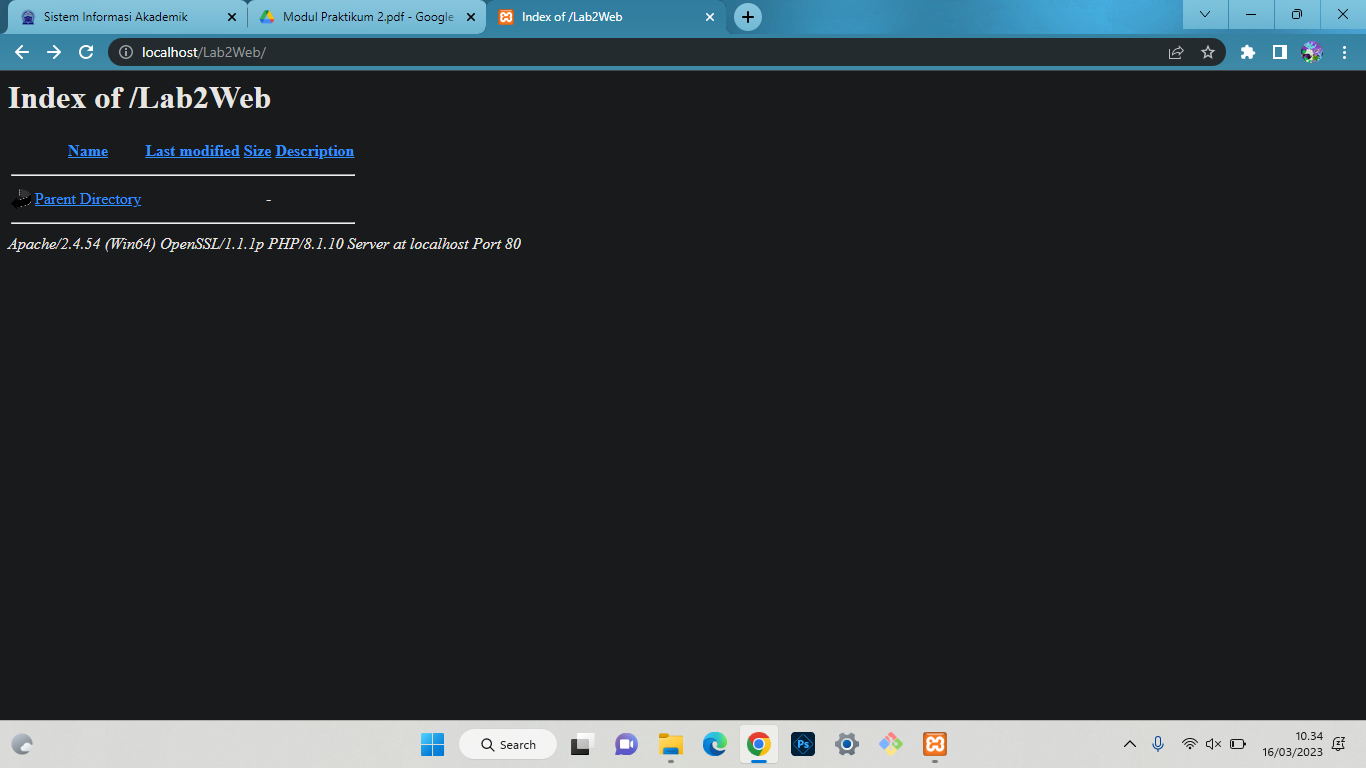 Sistem Informasi Akademik
Modul Praktikum 2.pdf - Google
Index of /Lab2Web
localhost/Lab2Web/
Index of /Lab2Web
Name Last modified Size Description
Parent Directory -
Apache/2.4.54 (Win64) OpenSSL/1.1.1p PHP/8.1.10 Server at localhost Port 80
Search
Ps
10.34
16/03/2023